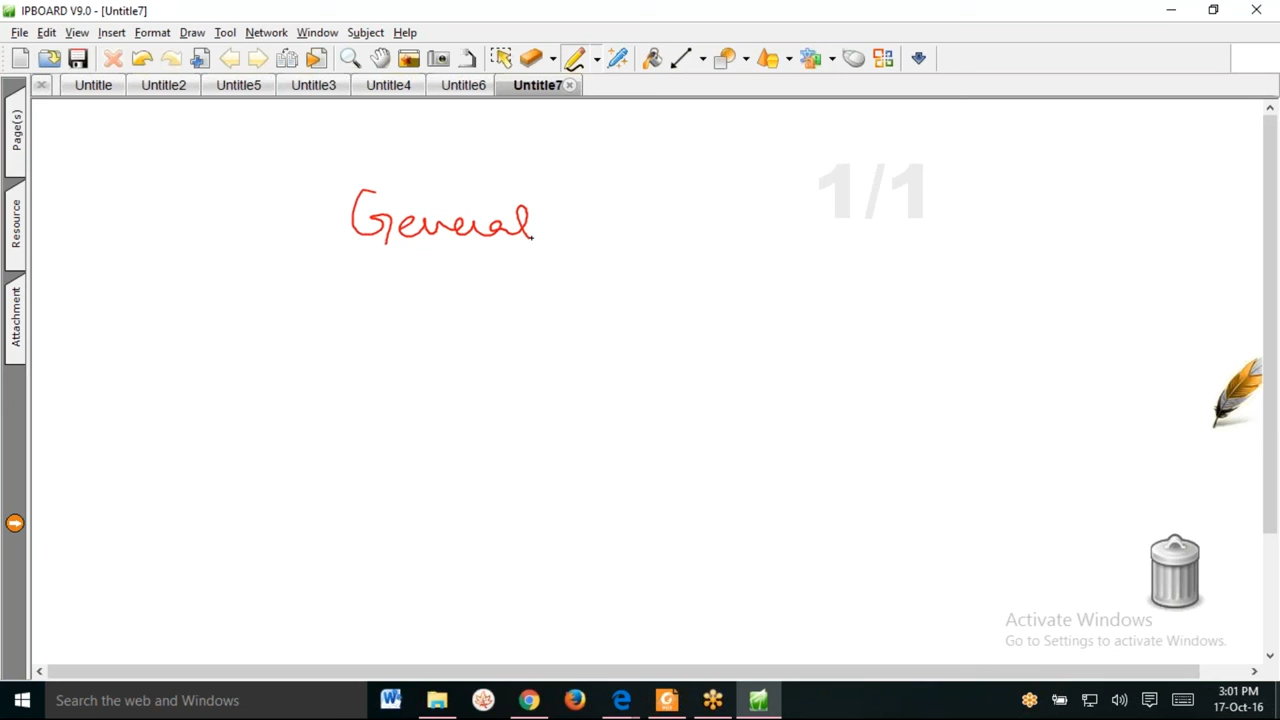 IPBOARD V9.0 - [Untitle7]
File Edit View Insert Format Draw Tool Network Window Subject Help
Untitle Untitle2 Untitle5 Untitle3 Untitle4 Untitle6 Untitle7
Page(s)
Resource
Attachment
1/1
General
Activate Windows
Go to Settings to activate Windows.
Search the web and Windows
3:01 PM
17-Oct-16